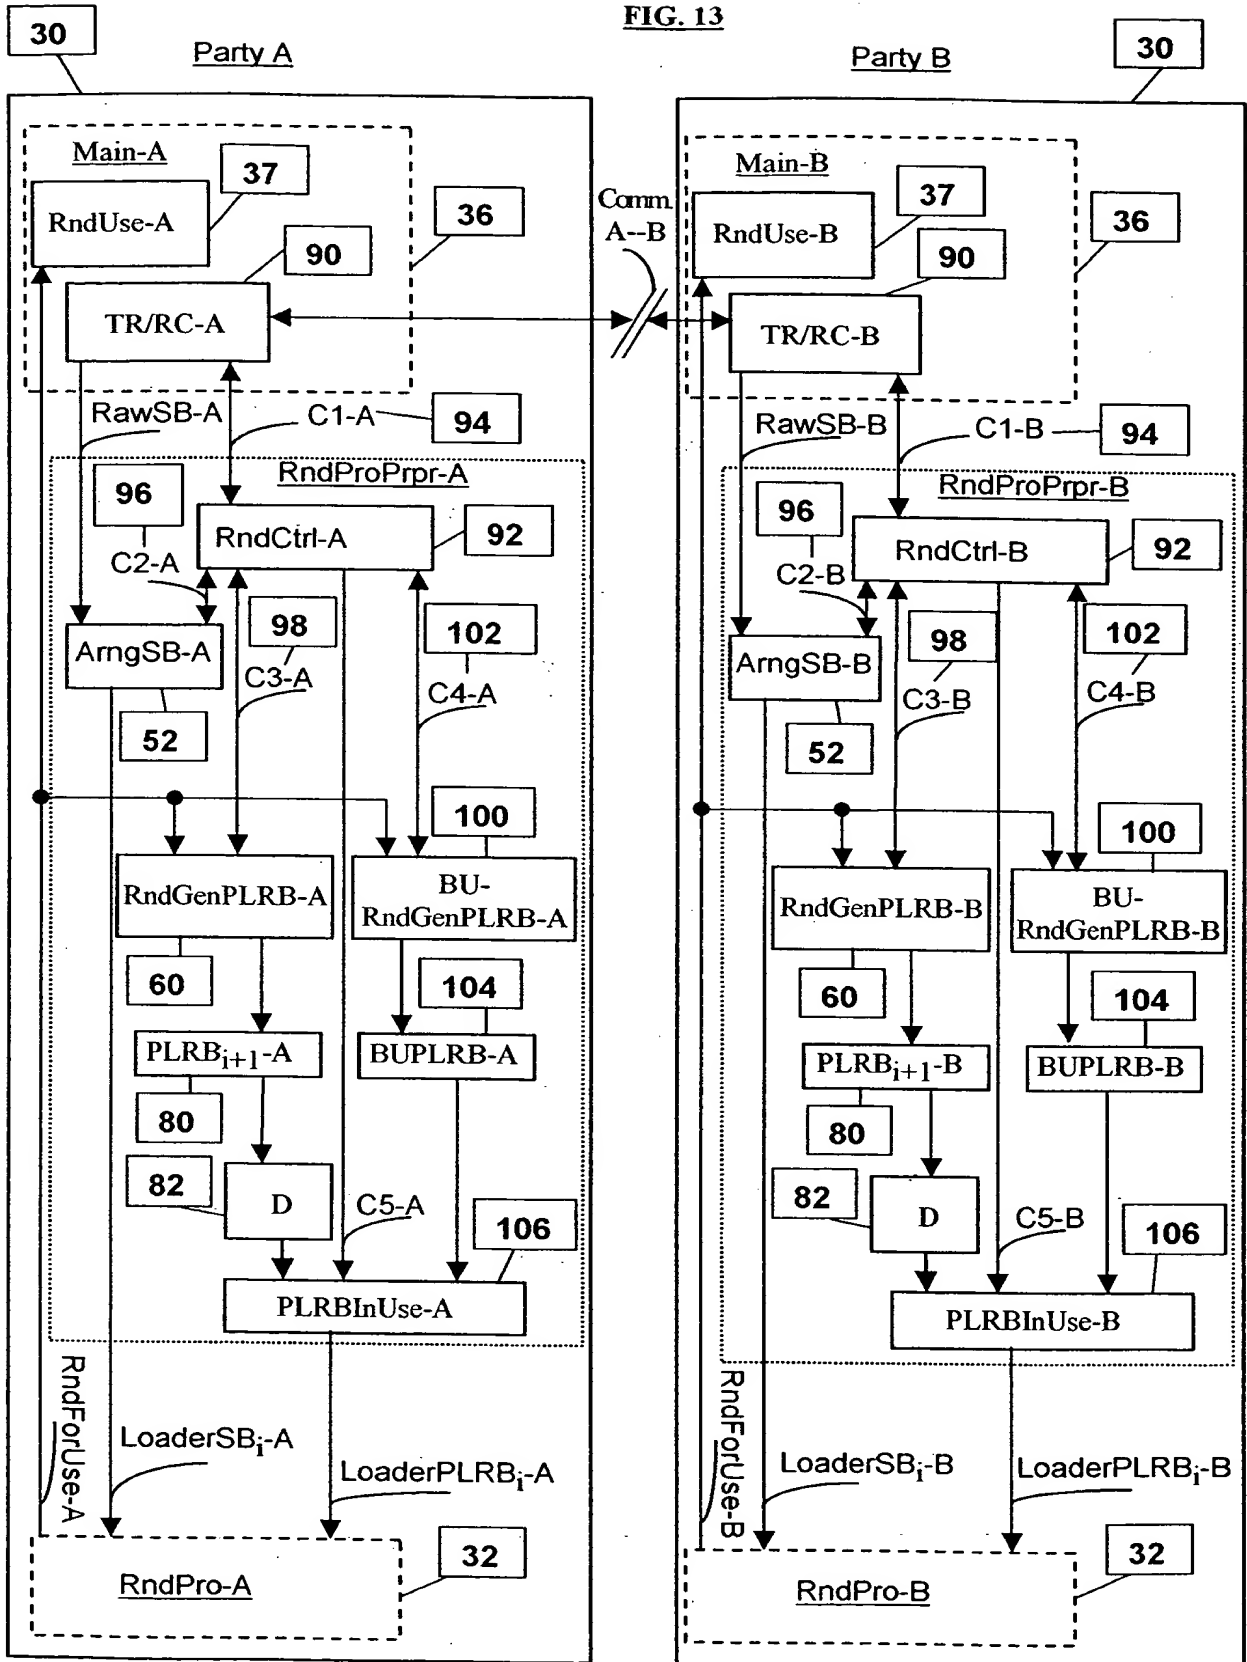 FIG. 13
30
Party A
Main-A
37
RndUse-A
36
90
TR/RC-A
RawSB-A
C1-A
94
RndProPrpr-A
96
RndCtrl-A
92
C2-A
98
102
ArngSB-A
C3-A
C4-A
52
100
RndGenPLRB-A
BU-
RndGenPLRB-A
60
104
PLRBi+1-A
BUPLRB-A
80
82
D
C5-A
106
PLRBInUse-A
RndForUse-A
LoaderSBi-A
LoaderPLRBi-A
32
RndPro-A
Comm.
A--B
Party B
30
Main-B
37
RndUse-B
36
90
TR/RC-B
RawSB-B
C1-B
94
RndProPrpr-B
96
RndCtrl-B
92
C2-B
98
102
ArngSB-B
C3-B
C4-B
52
100
RndGenPLRB-B
BU-
RndGenPLRB-B
60
104
PLRBi+1-B
BUPLRB-B
80
82
D
C5-B
106
PLRBInUse-B
RndForUse-B
LoaderSBi-B
LoaderPLRBi-B
32
RndPro-B